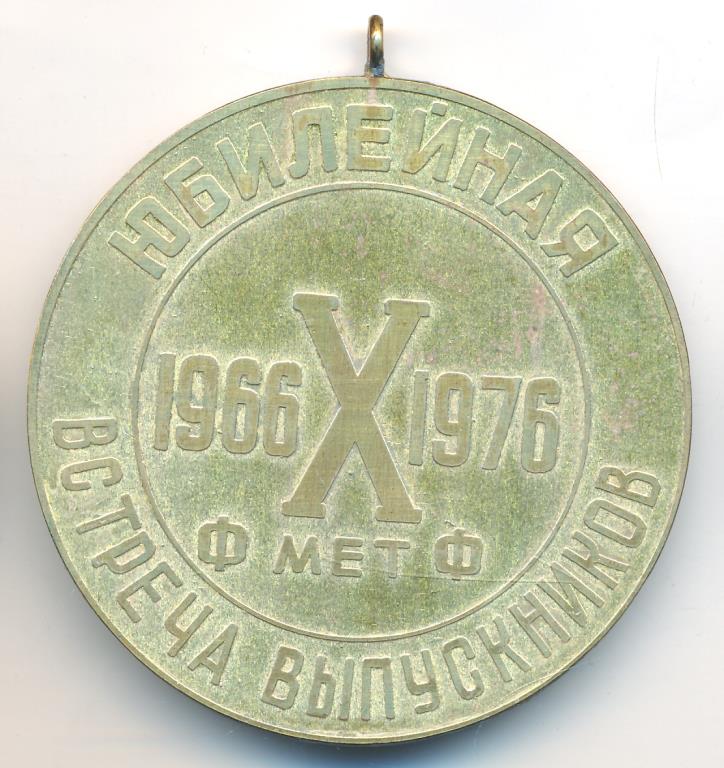 ЮБИЛЕЙНАЯ
ВСТРЕЧА ВЫПУСКНИКОВ
1966 X 1976
Ф МЕТ Ф